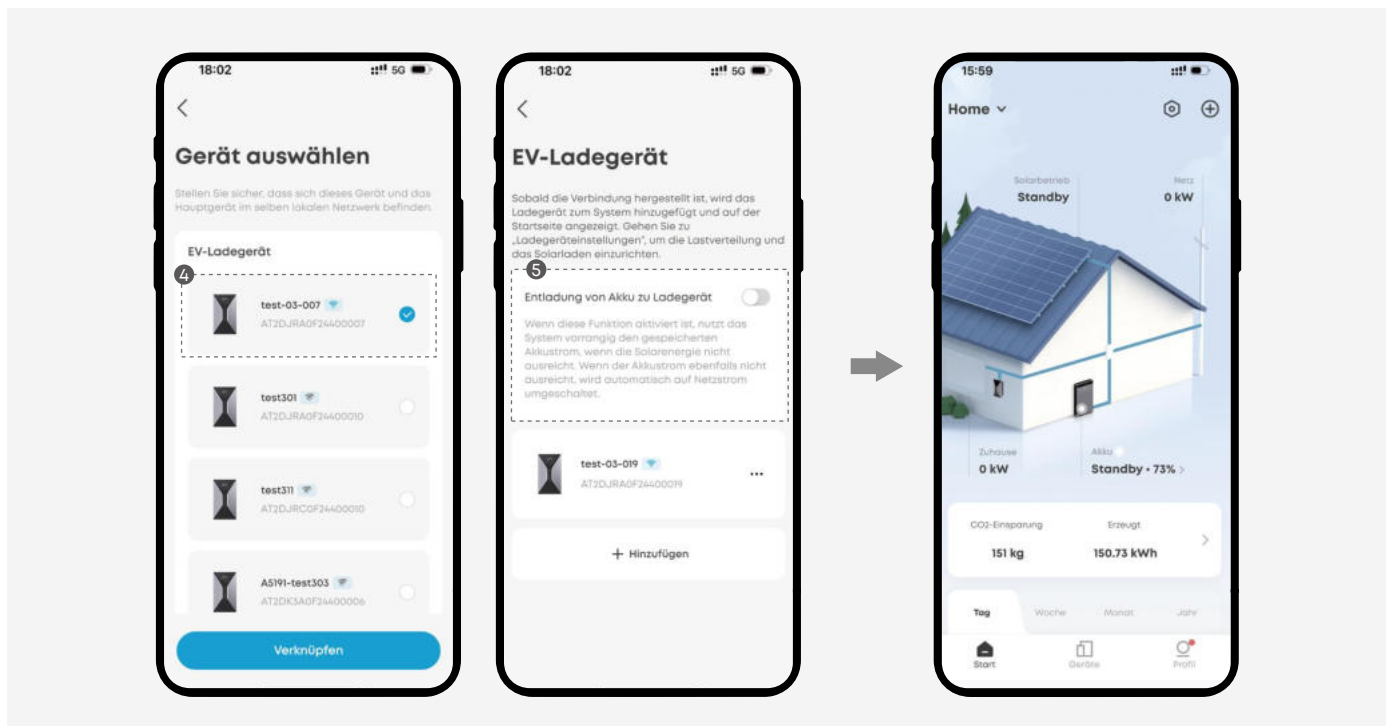 18:02
5G
Gerät auswählen
Stellen Sie sicher, dass sich dieses Gerät und das
Hauptgerät im selben lokalen Netzwerk befinden.
EV-Ladegerät
4
test-03-007
AT2DJRA0F24400007
test301
AT2DJRA0F24400010
test311
AT2DJRC0F24400010
A5191-test303
AT2DK3A0F24400006
Verknüpfen
18:02
5G
EV-Ladegerät
Sobald die Verbindung hergestellt ist, wird das
Ladegerät zum System hinzugefügt und auf der
Startseite angezeigt. Gehen Sie zu
„Ladegeräteinstellungen“, um die Lastverteilung und
das Solarladen einzurichten.
5
Entladung von Akku zu Ladegerät
Wenn diese Funktion aktiviert ist, nutzt das
System vorrangig den gespeicherten
Akkustrom, wenn die Solarenergie nicht
ausreicht. Wenn der Akkustrom ebenfalls nicht
ausreicht, wird automatisch auf Netzstrom
umgeschaltet.
test-03-019
AT2DJRA0F24400019
+ Hinzufügen
15:59
Home
Solarbetrieb
Standby
Netz
0 kW
Zuhause
0 kW
Akku
Standby • 73% >
CO2-Einsparung
151 kg
Erzeugt
150.73 kWh
Tag Woche Monat Jahr
Start Geräte Profil